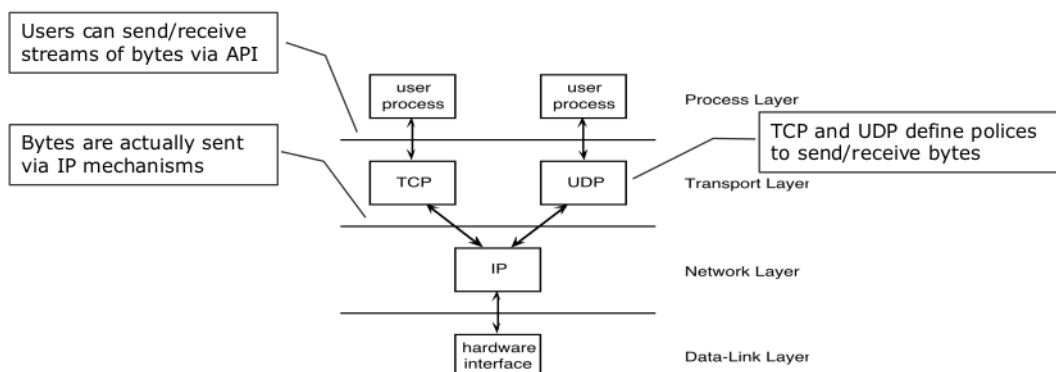 Users can send/receive
streams of bytes via API
user
process
user
process
Process Layer
Bytes are actually sent
via IP mechanisms
TCP and UDP define polices
to send/receive bytes
TCP
UDP
Transport Layer
IP
Network Layer
hardware
interface
Data-Link Layer